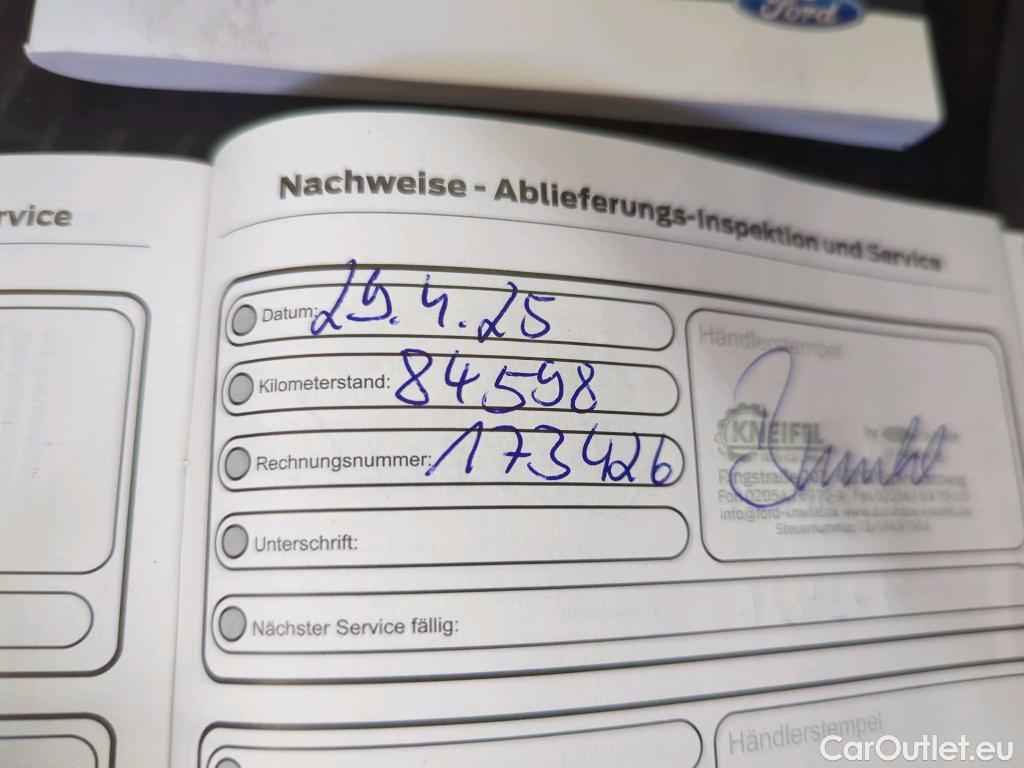 Ford
rvice
Nachweise - Ablieferungs-Inspektion und Service
Datum: 29.4.25
Kilometerstand: 84598
Rechnungsnummer: 173426
Unterschrift:
Nächster Service fällig:
Händlerstempel
KNEIFEL
info@ford-kneifel.de
Steuernummer:
Händlerstempel
CarOutlet.eu